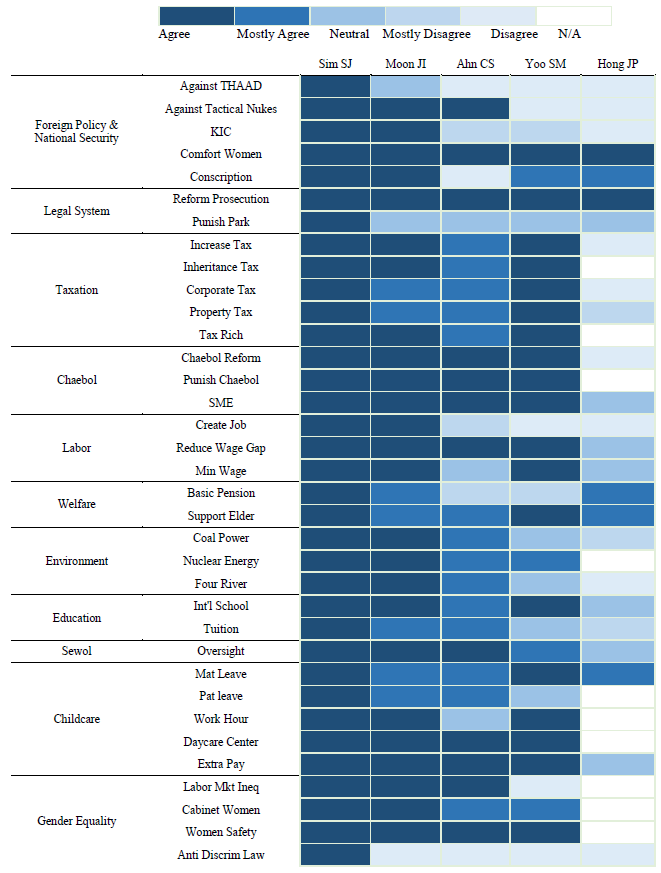 Agree Mostly Agree Neutral Mostly Disagree Disagree N/A
Sim SJ Moon JI Ahn CS Yoo SM Hong JP
Foreign Policy &
National Security
Against THAAD
Against Tactical Nukes
KIC
Comfort Women
Conscription
Legal System
Reform Prosecution
Punish Park
Taxation
Increase Tax
Inheritance Tax
Corporate Tax
Property Tax
Tax Rich
Chaebol
Chaebol Reform
Punish Chaebol
SME
Labor
Create Job
Reduce Wage Gap
Min Wage
Welfare
Basic Pension
Support Elder
Environment
Coal Power
Nuclear Energy
Four River
Education
Int'l School
Tuition
Sewol
Oversight
Childcare
Mat Leave
Pat leave
Work Hour
Daycare Center
Extra Pay
Gender Equality
Labor Mkt Ineq
Cabinet Women
Women Safety
Anti Discrim Law